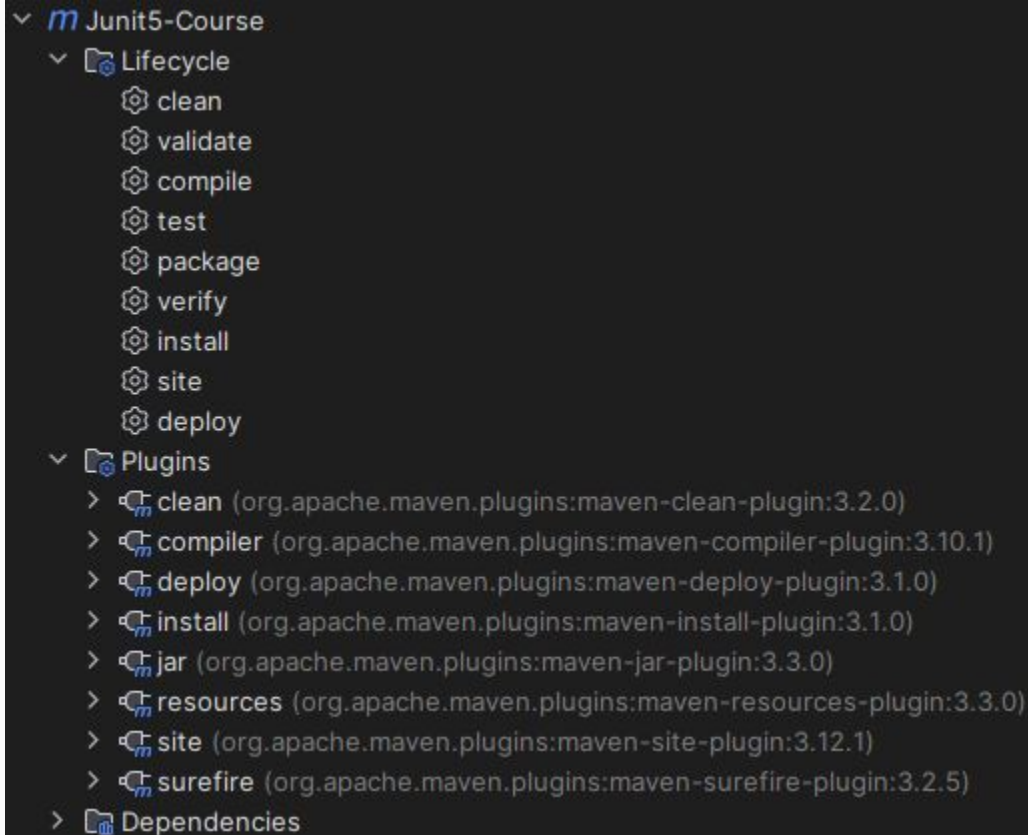 m Junit5-Course
Lifecycle
clean
validate
compile
test
package
verify
install
site
deploy
Plugins
clean (org.apache.maven.plugins:maven-clean-plugin:3.2.0)
compiler (org.apache.maven.plugins:maven-compiler-plugin:3.10.1)
deploy (org.apache.maven.plugins:maven-deploy-plugin:3.1.0)
install (org.apache.maven.plugins:maven-install-plugin:3.1.0)
jar (org.apache.maven.plugins:maven-jar-plugin:3.3.0)
resources (org.apache.maven.plugins:maven-resources-plugin:3.3.0)
site (org.apache.maven.plugins:maven-site-plugin:3.12.1)
surefire (org.apache.maven.plugins:maven-surefire-plugin:3.2.5)
Dependencies